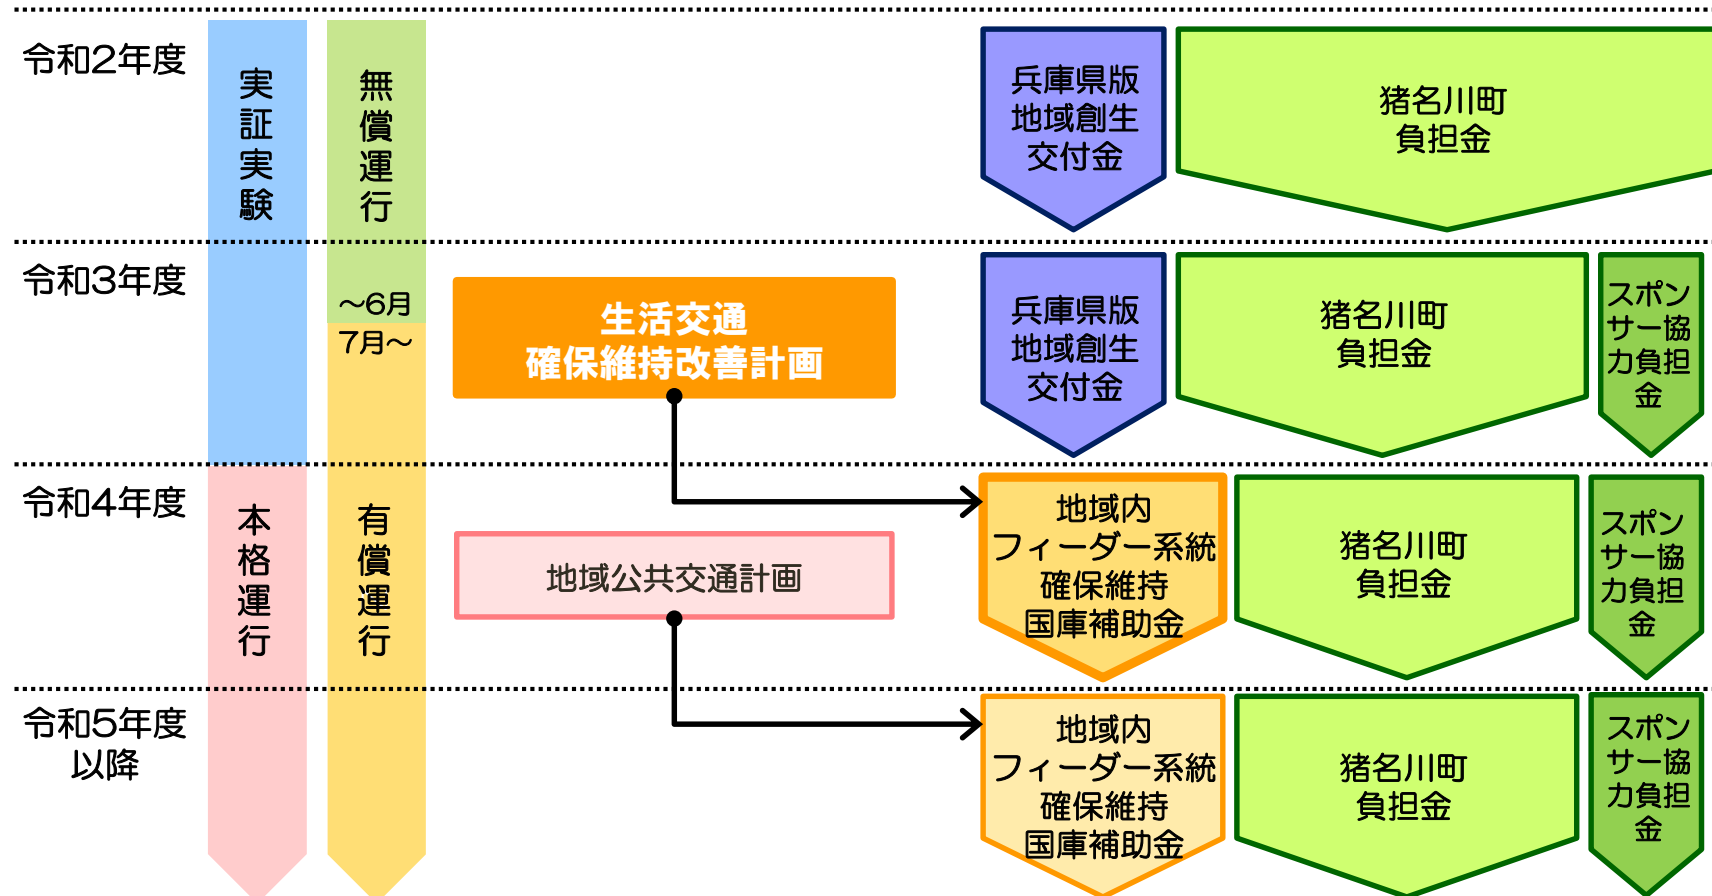 令和2年度
実証実験
無償運行
兵庫県版
地域創生
交付金
猪名川町
負担金
令和3年度
～6月
7月～
生活交通
確保維持改善計画
兵庫県版
地域創生
交付金
猪名川町
負担金
スポン
サー協
力負担
金
令和4年度
本格運行
有償運行
地域公共交通計画
地域内
フィーダー系統
確保維持
国庫補助金
猪名川町
負担金
スポン
サー協
力負担
金
令和5年度
以降
地域内
フィーダー系統
確保維持
国庫補助金
猪名川町
負担金
スポン
サー協
力負担
金